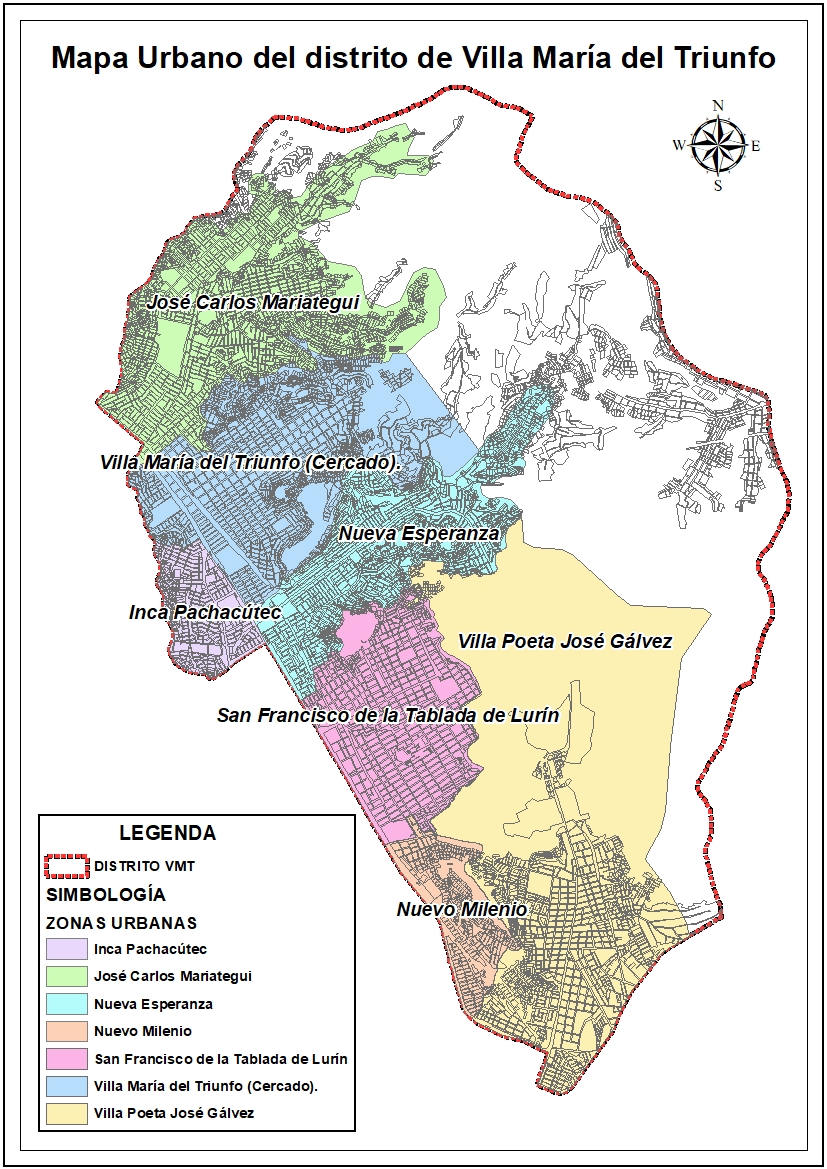 Mapa Urbano del distrito de Villa María del Triunfo
N
W E
S
José Carlos Mariategui
Villa María del Triunfo (Cercado).
Nueva Esperanza
Inca Pachacútec
Villa Poeta José Gálvez
San Francisco de la Tablada de Lurín
Nuevo Milenio
LEGENDA
DISTRITO VMT
SIMBOLOGÍA
ZONAS URBANAS
Inca Pachacútec
José Carlos Mariategui
Nueva Esperanza
Nuevo Milenio
San Francisco de la Tablada de Lurín
Villa María del Triunfo (Cercado).
Villa Poeta José Gálvez